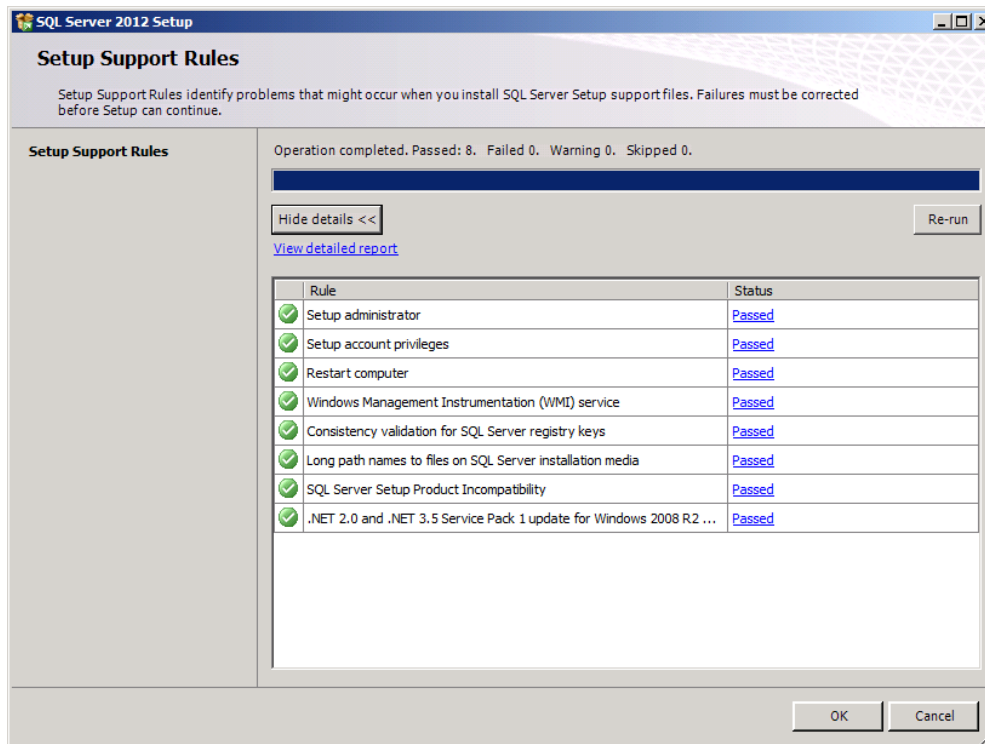 SQL Server 2012 Setup
Setup Support Rules
Setup Support Rules identify problems that might occur when you install SQL Server Setup support files. Failures must be corrected
before Setup can continue.
Setup Support Rules
Operation completed. Passed: 8. Failed 0. Warning 0. Skipped 0.
Hide details <<
Re-run
View detailed report
Rule Status
Setup administrator Passed
Setup account privileges Passed
Restart computer Passed
Windows Management Instrumentation (WMI) service Passed
Consistency validation for SQL Server registry keys Passed
Long path names to files on SQL Server installation media Passed
SQL Server Setup Product Incompatibility Passed
.NET 2.0 and .NET 3.5 Service Pack 1 update for Windows 2008 R2 ... Passed
OK Cancel